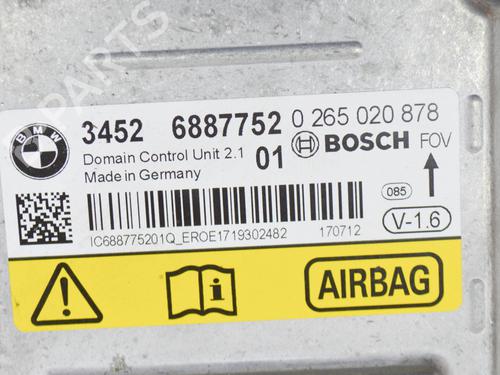 BMW
3452 6887752 0 265 020 878
Domain Control Unit 2.1 01 BOSCH FOV
Made in Germany
085
V-1.6
IC688775201Q_EROE1719302482 170712
AIRBAG